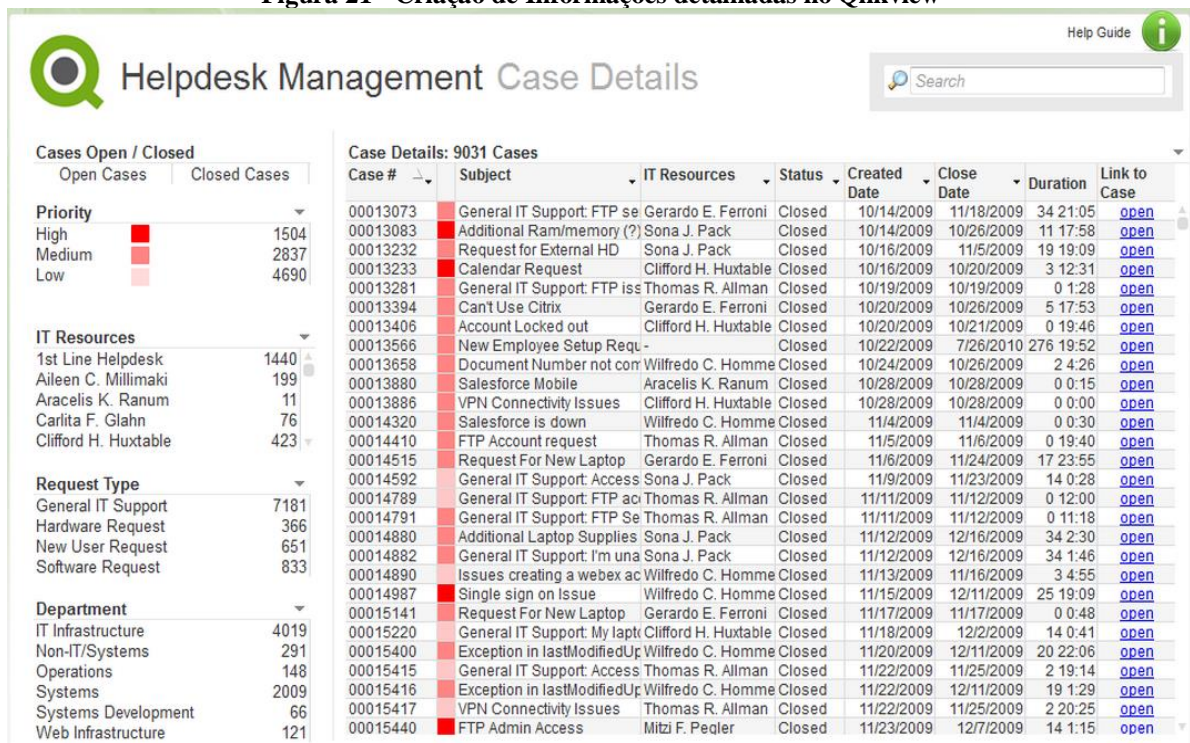 Figura 21 - Criação de Informações detalhadas no Qlikview
Help Guide
Helpdesk Management Case Details
Search
Cases Open / Closed
Open Cases Closed Cases
Priority
High 1504
Medium 2837
Low 4690
IT Resources
1st Line Helpdesk 1440
Aileen C. Millimaki 199
Aracelis K. Ranum 11
Carlita F. Glahn 76
Clifford H. Huxtable 423
Request Type
General IT Support 7181
Hardware Request 366
New User Request 651
Software Request 833
Department
IT Infrastructure 4019
Non-IT/Systems 291
Operations 148
Systems 2009
Systems Development 66
Web Infrastructure 121
Case Details: 9031 Cases
Case # Subject IT Resources Status Created Date Close Date Duration Link to Case
00013073 General IT Support: FTP se Gerardo E. Ferroni Closed 10/14/2009 11/18/2009 34 21:05 open
00013083 Additional Ram/memory (?) Sona J. Pack Closed 10/14/2009 10/26/2009 11 17:58 open
00013232 Request for External HD Sona J. Pack Closed 10/16/2009 11/5/2009 19 19:09 open
00013233 Calendar Request Clifford H. Huxtable Closed 10/16/2009 10/20/2009 3 12:31 open
00013281 General IT Support: FTP iss Thomas R. Allman Closed 10/19/2009 10/19/2009 0 1:28 open
00013394 Can't Use Citrix Gerardo E. Ferroni Closed 10/20/2009 10/26/2009 5 17:53 open
00013406 Account Locked out Clifford H. Huxtable Closed 10/20/2009 10/21/2009 0 19:46 open
00013566 New Employee Setup Requ - Closed 10/22/2009 7/26/2010 276 19:52 open
00013658 Document Number not com Wilfredo C. Homme Closed 10/24/2009 10/26/2009 2 4:26 open
00013880 Salesforce Mobile Aracelis K. Ranum Closed 10/28/2009 10/28/2009 0 0:15 open
00013886 VPN Connectivity Issues Clifford H. Huxtable Closed 10/28/2009 10/28/2009 0 0:00 open
00014320 Salesforce is down Wilfredo C. Homme Closed 11/4/2009 11/4/2009 0 0:30 open
00014410 FTP Account request Thomas R. Allman Closed 11/5/2009 11/6/2009 0 19:40 open
00014515 Request For New Laptop Gerardo E. Ferroni Closed 11/6/2009 11/24/2009 17 23:55 open
00014592 General IT Support: Access Sona J. Pack Closed 11/9/2009 11/23/2009 14 0:28 open
00014789 General IT Support: FTP ac Thomas R. Allman Closed 11/11/2009 11/12/2009 0 12:00 open
00014791 General IT Support: FTP Se Thomas R. Allman Closed 11/11/2009 11/12/2009 0 11:18 open
00014880 Additional Laptop Supplies Sona J. Pack Closed 11/12/2009 12/16/2009 34 2:30 open
00014882 General IT Support: I'm una Sona J. Pack Closed 11/12/2009 12/16/2009 34 1:46 open
00014890 Issues creating a webex ac Wilfredo C. Homme Closed 11/13/2009 11/16/2009 3 4:55 open
00014987 Single sign on Issue Wilfredo C. Homme Closed 11/15/2009 12/11/2009 25 19:09 open
00015141 Request For New Laptop Gerardo E. Ferroni Closed 11/17/2009 11/17/2009 0 0:48 open
00015220 General IT Support: My lapt Clifford H. Huxtable Closed 11/18/2009 12/2/2009 14 0:41 open
00015400 Exception in lastModifiedUp Wilfredo C. Homme Closed 11/20/2009 12/11/2009 20 22:06 open
00015415 General IT Support: Access Thomas R. Allman Closed 11/22/2009 11/25/2009 2 19:14 open
00015416 Exception in lastModifiedUp Wilfredo C. Homme Closed 11/22/2009 12/11/2009 19 1:29 open
00015417 VPN Connectivity Issues Thomas R. Allman Closed 11/22/2009 11/25/2009 2 20:25 open
00015440 FTP Admin Access Mitzi F. Pegler Closed 11/23/2009 12/7/2009 14 1:15 open